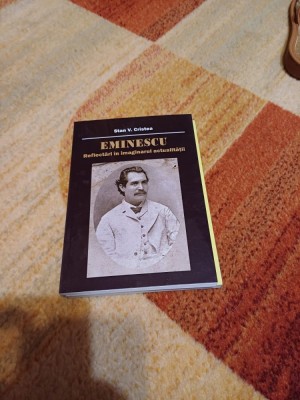 Stan V. Cristea
EMINESCU
Reflectări în imaginarul actualității